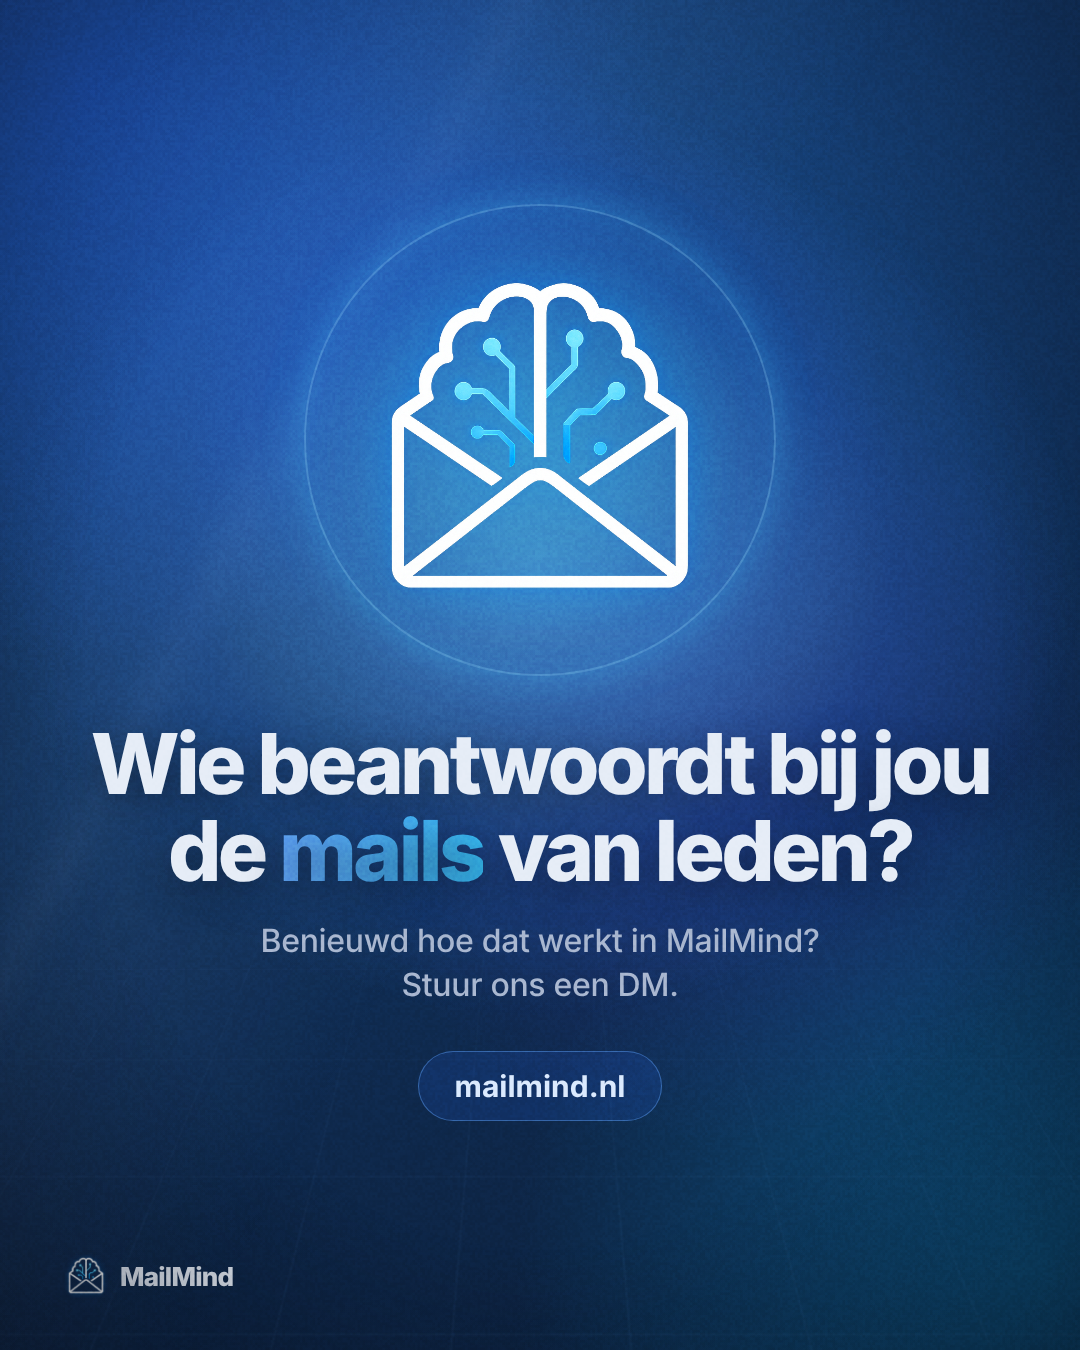 Wie beantwoordt bij jou
de mails van leden?
Benieuwd hoe dat werkt in MailMind?
Stuur ons een DM.
mailmind.nl
MailMind